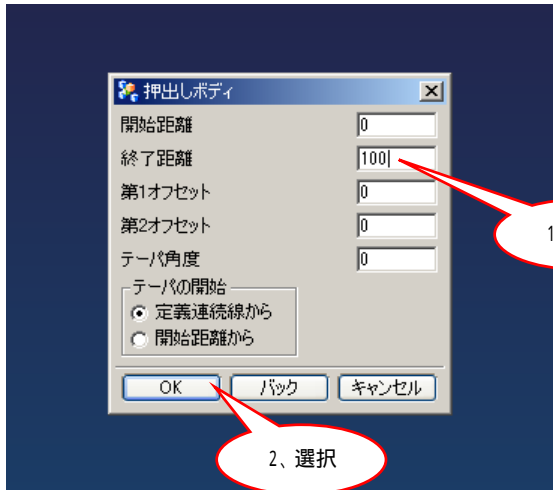 押出しボディ
開始距離 0
終了距離 100
第1オフセット 0
1
第2オフセット 0
テーパ角度 0
テーパの開始
定義連続線から
開始距離から
OK バック キャンセル
2、選択